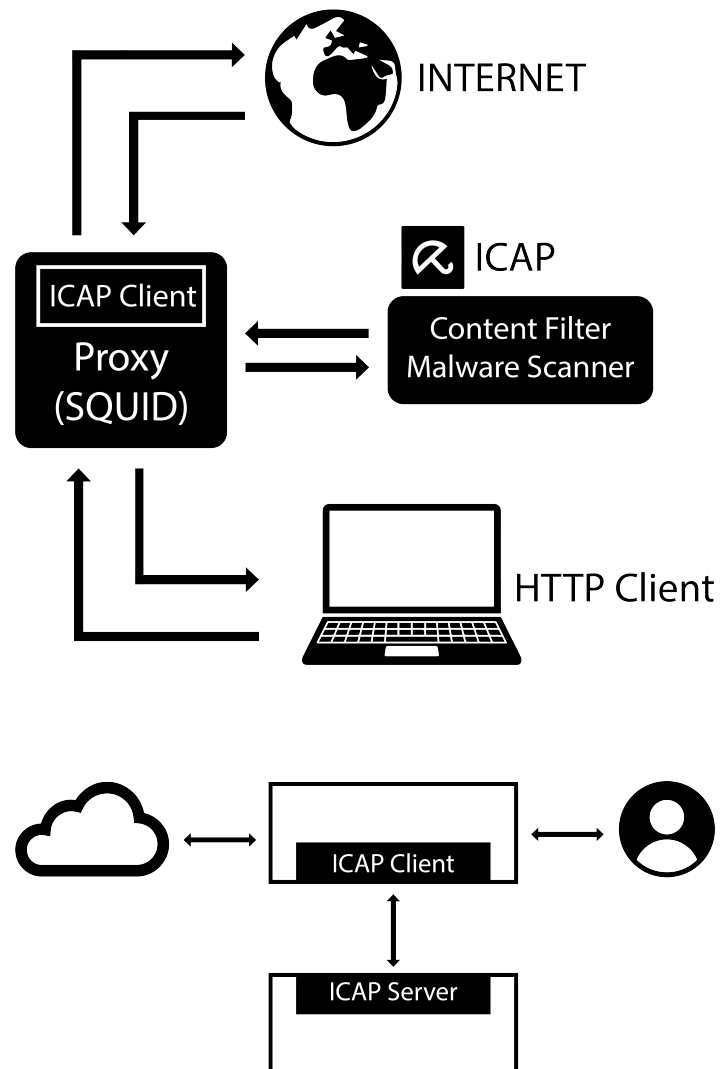 INTERNET
ICAP
ICAP Client
Proxy
(SQUID)
Content Filter
Malware Scanner
HTTP Client
ICAP Client
ICAP Server